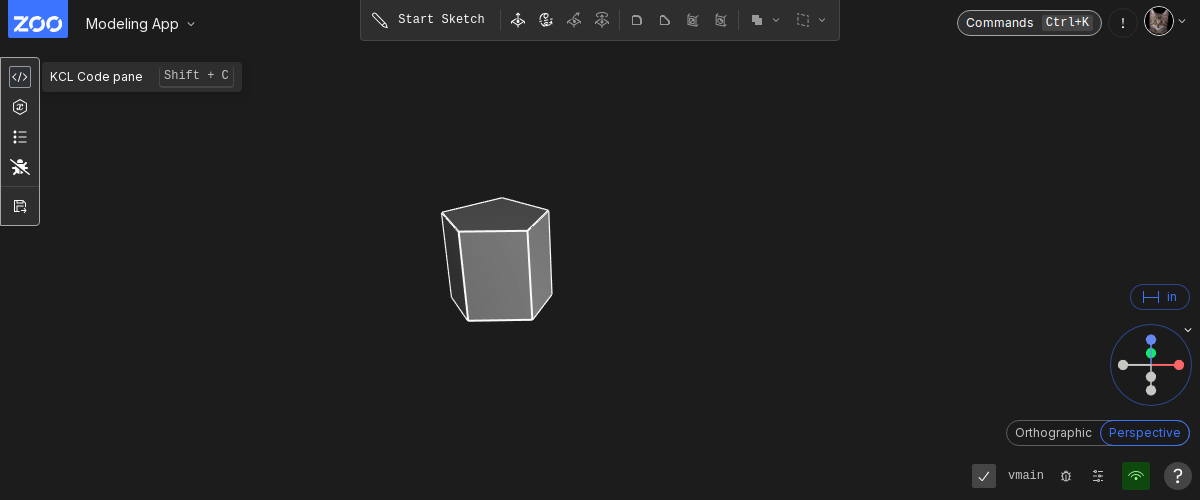 ZOO Modeling App
Start Sketch
Commands Ctrl+K
!
KCL Code pane Shift + C
in
Orthographic Perspective
vmain
?